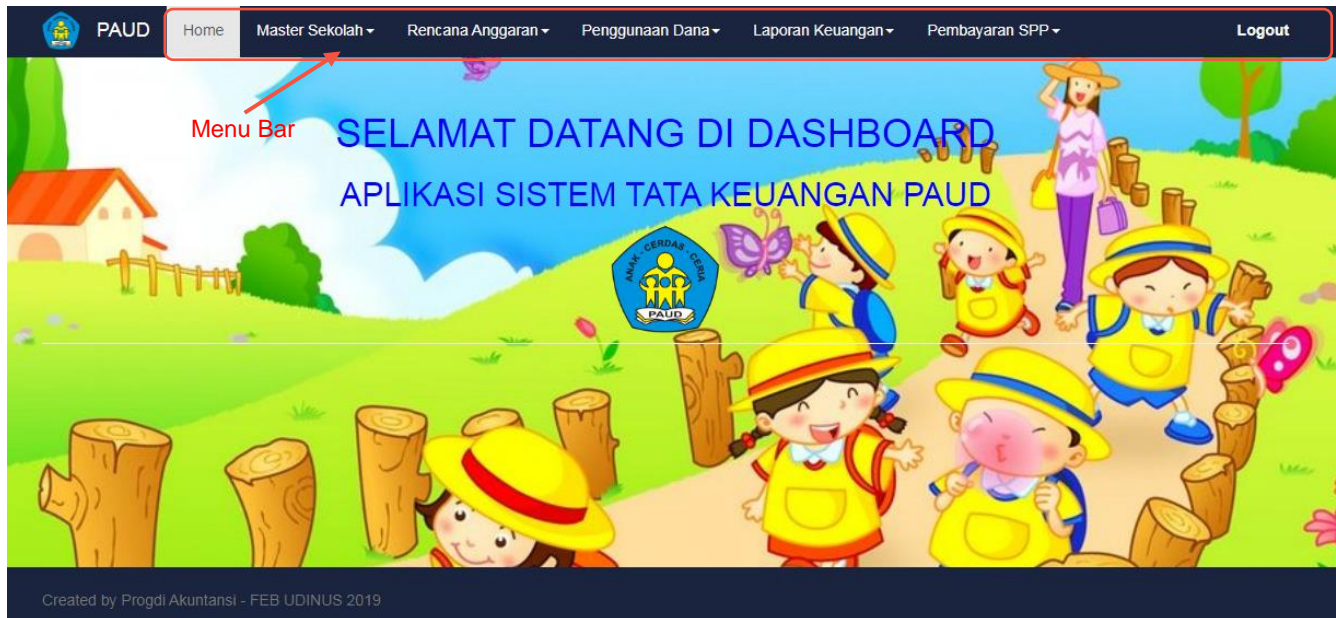 PAUD Home Master Sekolah Rencana Anggaran Penggunaan Dana Laporan Keuangan Pembayaran SPP Logout
Menu Bar
SELAMAT DATANG DI DASHBOARD
APLIKASI SISTEM TATA KEUANGAN PAUD
ANAK - CERDAS - CERIA
PAUD
Created by Progdi Akuntansi - FEB UDINUS 2019